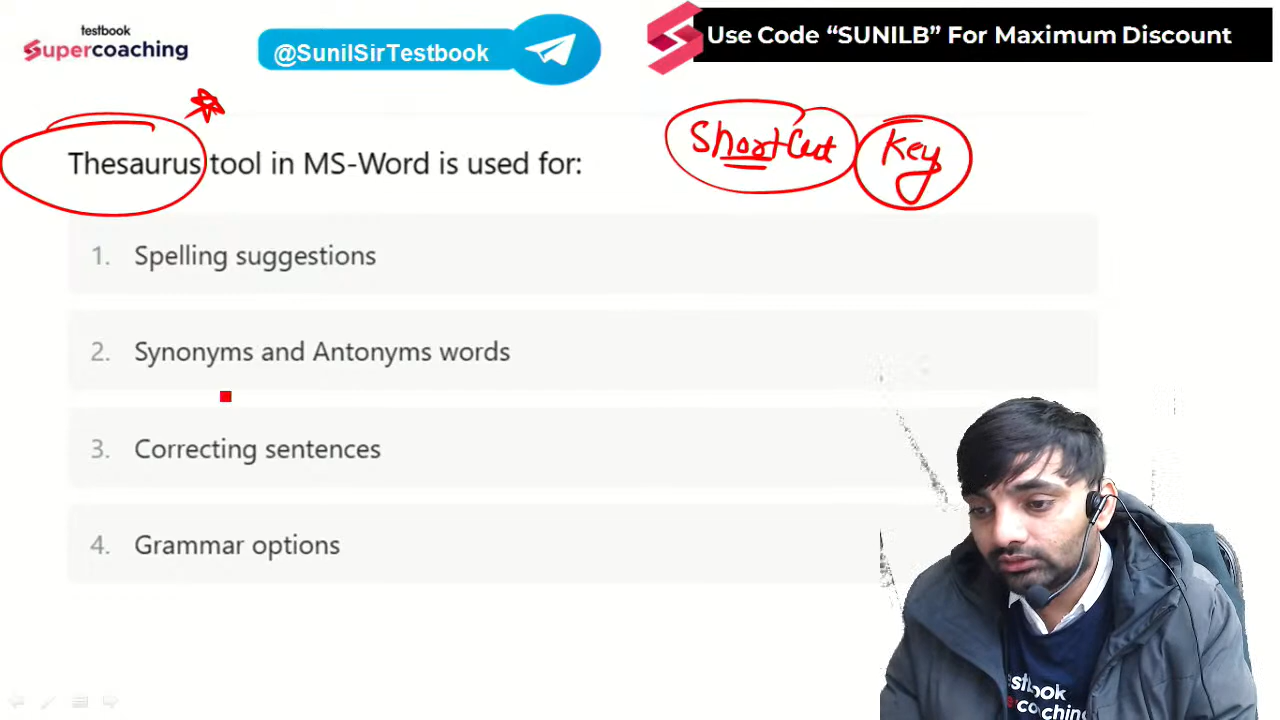 testbook
Supercoaching
@SunilSirTestbook
Use Code “SUNILB” For Maximum Discount
Thesaurus tool in MS-Word is used for:
Shortcut Key
1. Spelling suggestions
2. Synonyms and Antonyms words
3. Correcting sentences
4. Grammar options